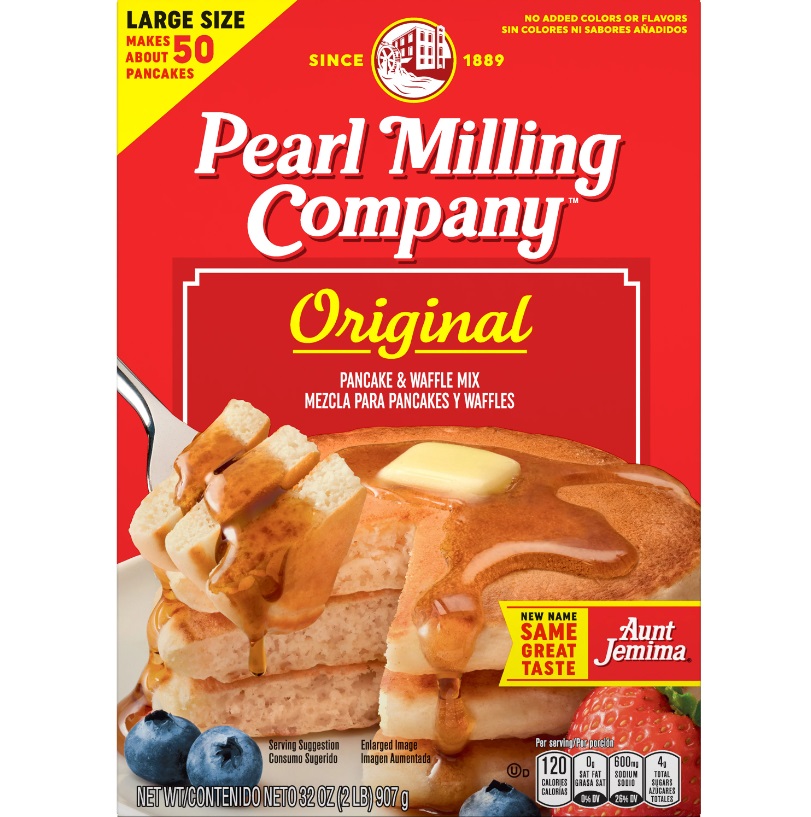 LARGE SIZE
MAKES
ABOUT 50
PANCAKES
NO ADDED COLORS OR FLAVORS
SIN COLORES NI SABORES AÑADIDOS
SINCE 1889
Pearl Milling
Company™
Original
PANCAKE & WAFFLE MIX
MEZCLA PARA PANCAKES Y WAFFLES
NEW NAME
SAME
GREAT
TASTE
Aunt
Jemima®
Serving Suggestion
Consumo Sugerido
Enlarged Image
Imagen Aumentada
Per serving/Por porción
120
CALORIES
CALORÍAS
0g
SAT FAT
GRASA SAT
0% DV
600mg
SODIUM
SODIO
26% DV
4g
TOTAL
SUGARS
AZÚCARES
TOTALES
U D
NET WT/CONTENIDO NETO 32 OZ (2 LB) 907 g